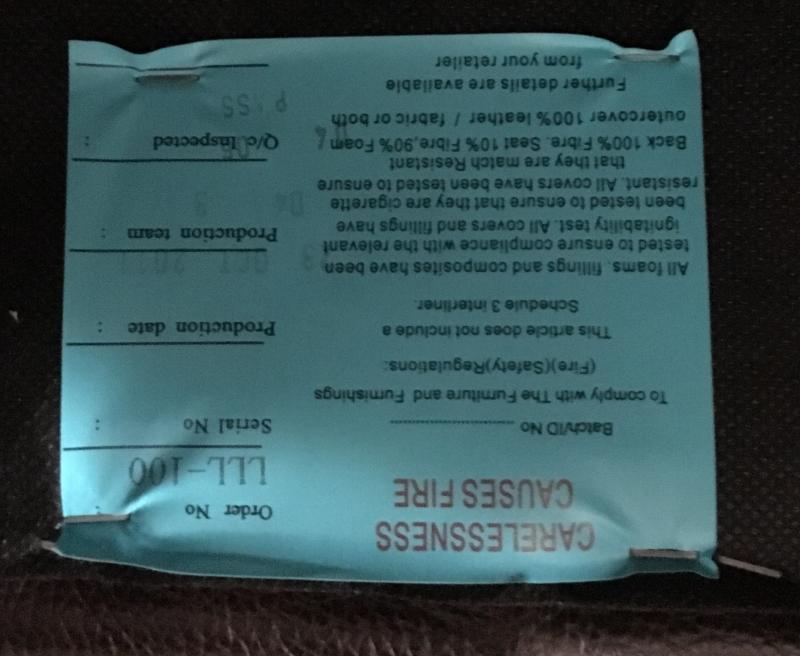 CARELESSNESS
CAUSES FIRE
Batch/ID No ........................
To comply with The Furniture and Furnishings
(Fire)(Safety)Regulations:
This article does not include a
Schedule 3 interliner.
All foams. fillings and composites have been
tested to ensure compliance with the relevant
ignitability test. All covers and fillings have
been tested to ensure that they are cigarette
resistant. All covers have been tested to ensure
that they are match Resistant
Back 100% Fibre. Seat 10% Fibre,90% Foam
outercover 100% leather / fabric or both
Further details are available
from your retailer
Order No :
Serial No :
Production date :
OCT
Production team :
Q/c Inspected :
PASS